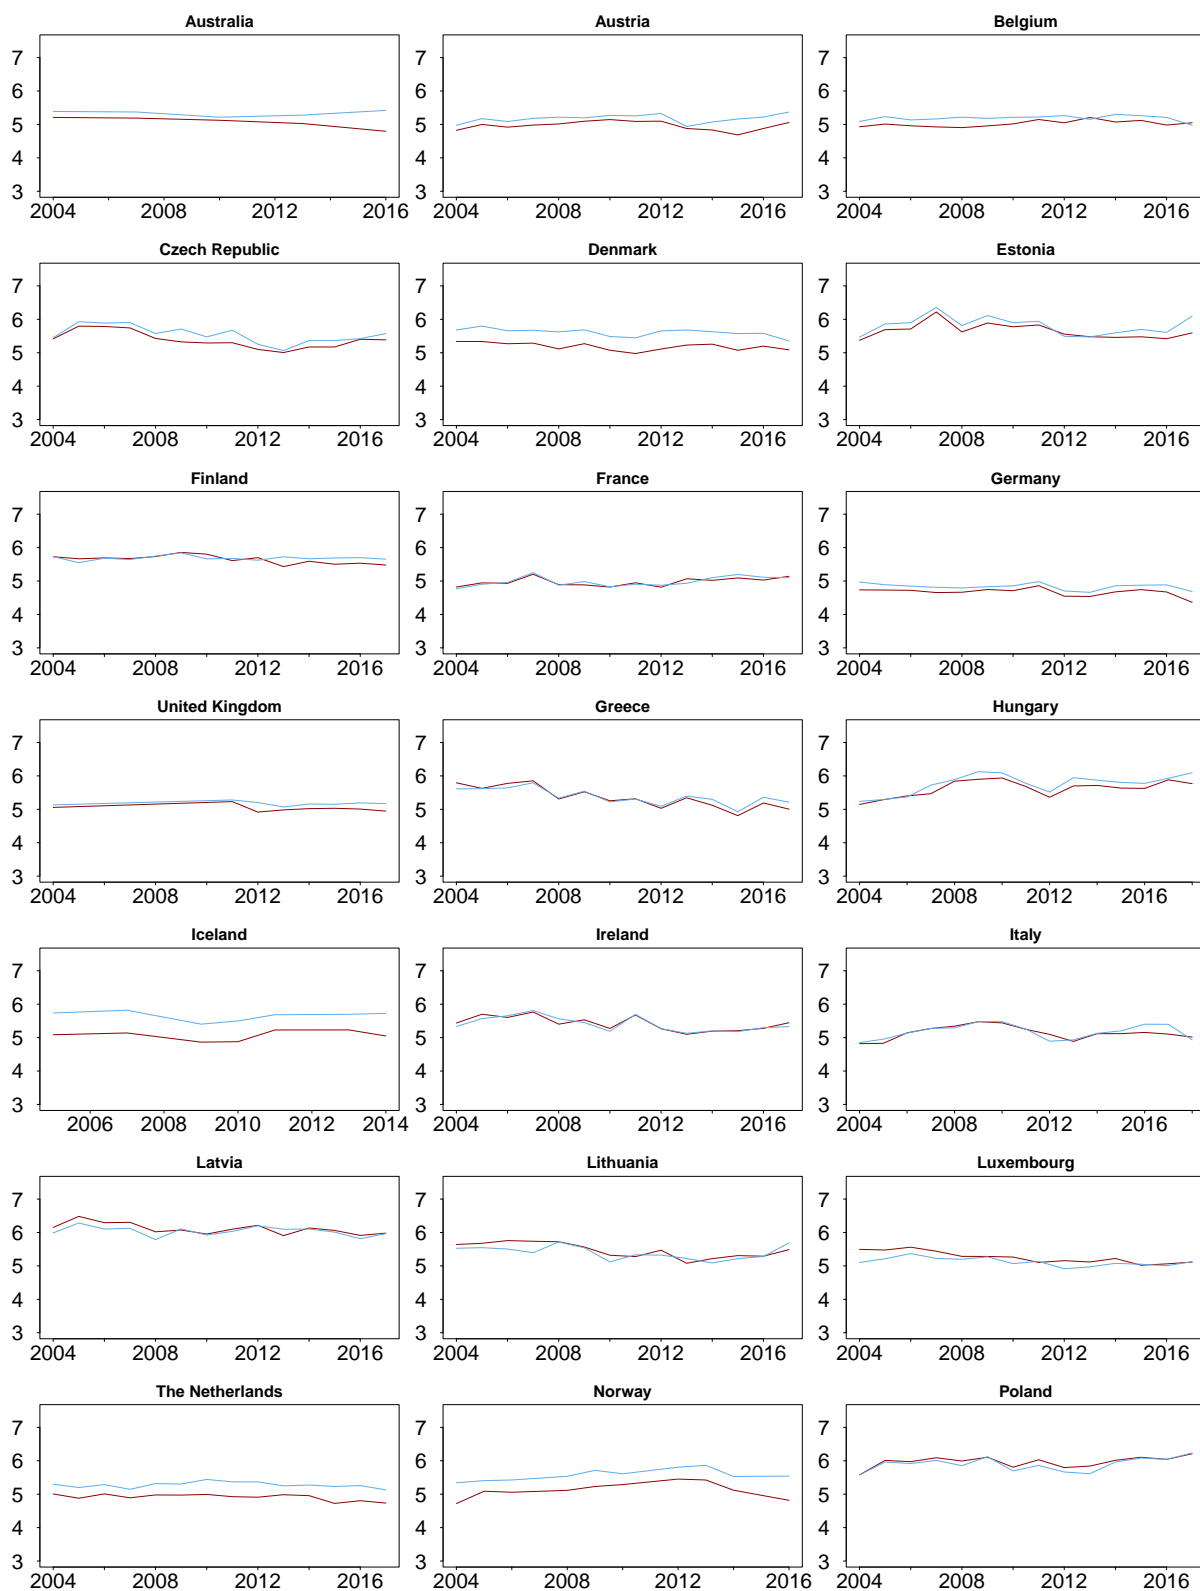 Australia Austria Belgium
7 7 7
6 6 6
5 5 5
4 4 4
3 3 3
2004 2008 2012 2016 2004 2008 2012 2016 2004 2008 2012 2016
Czech Republic Denmark Estonia
7 7 7
6 6 6
5 5 5
4 4 4
3 3 3
2004 2008 2012 2016 2004 2008 2012 2016 2004 2008 2012 2016
Finland France Germany
7 7 7
6 6 6
5 5 5
4 4 4
3 3 3
2004 2008 2012 2016 2004 2008 2012 2016 2004 2008 2012 2016
United Kingdom Greece Hungary
7 7 7
6 6 6
5 5 5
4 4 4
3 3 3
2004 2008 2012 2016 2004 2008 2012 2016 2004 2008 2012 2016
Iceland Ireland Italy
7 7 7
6 6 6
5 5 5
4 4 4
3 3 3
2006 2008 2010 2012 2014 2004 2008 2012 2016 2004 2008 2012 2016
Latvia Lithuania Luxembourg
7 7 7
6 6 6
5 5 5
4 4 4
3 3 3
2004 2008 2012 2016 2004 2008 2012 2016 2004 2008 2012 2016
The Netherlands Norway Poland
7 7 7
6 6 6
5 5 5
4 4 4
3 3 3
2004 2008 2012 2016 2004 2008 2012 2016 2004 2008 2012 2016